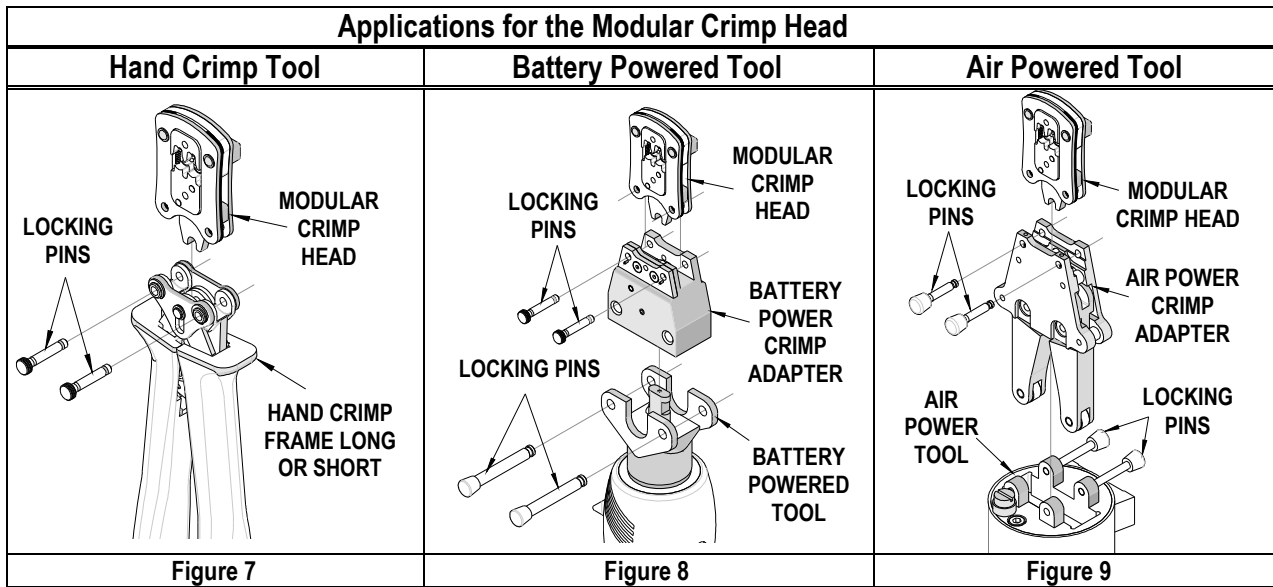 Applications for the Modular Crimp Head
Hand Crimp Tool
Battery Powered Tool
Air Powered Tool
LOCKING
PINS
MODULAR
CRIMP
HEAD
HAND CRIMP
FRAME LONG
OR SHORT
LOCKING
PINS
MODULAR
CRIMP
HEAD
BATTERY
POWER
CRIMP
ADAPTER
LOCKING PINS
BATTERY
POWERED
TOOL
LOCKING
PINS
MODULAR
CRIMP HEAD
AIR POWER
CRIMP
ADAPTER
AIR
POWER
TOOL
LOCKING
PINS
Figure 7
Figure 8
Figure 9